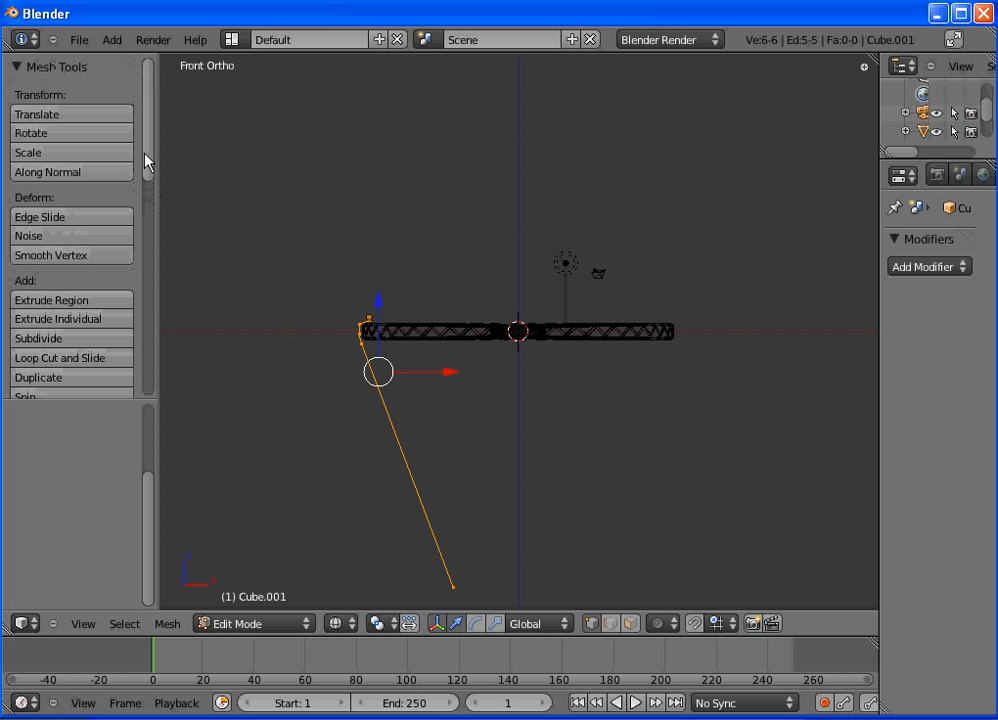 Blender
File Add Render Help Default Scene Blender Render Ve:6-6 | Ed:5-5 | Fa:0-0 | Cube.001
Mesh Tools
Front Ortho
View
Transform:
Translate
Rotate
Scale
Along Normal
Cu
Deform:
Edge Slide
Noise
Smooth Vertex
Modifiers
Add Modifier
Add:
Extrude Region
Extrude Individual
Subdivide
Loop Cut and Slide
Duplicate
Spin
(1) Cube.001
View Select Mesh Edit Mode Global
-40 -20 0 20 40 60 80 100 120 140 160 180 200 220 240 260
View Frame Playback Start: 1 End: 250 1 No Sync